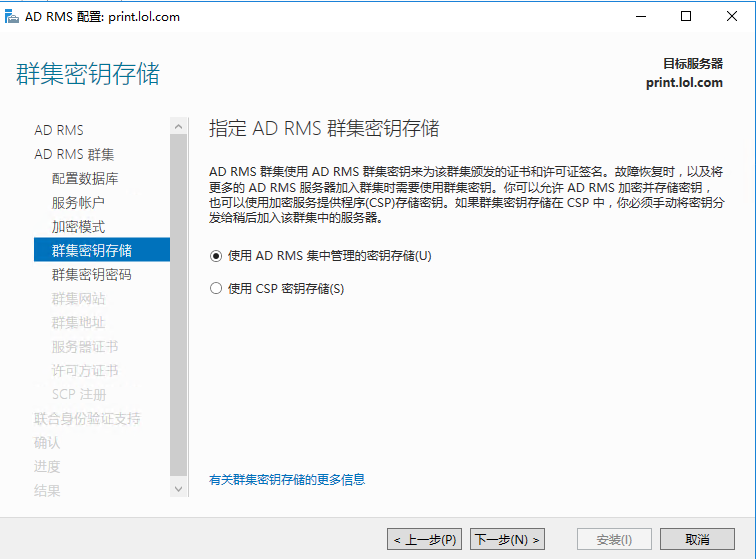 AD RMS 配置: print.lol.com
群集密钥存储
目标服务器
print.lol.com
AD RMS
AD RMS 群集
配置数据库
服务帐户
加密模式
群集密钥存储
群集密钥密码
群集网站
群集地址
服务器证书
许可方证书
SCP 注册
联合身份验证支持
确认
进度
结果
指定 AD RMS 群集密钥存储
AD RMS 群集使用 AD RMS 群集密钥来为该群集颁发的证书和许可证签名。故障恢复时，以及将
更多的 AD RMS 服务器加入群集时需要使用群集密钥。你可以允许 AD RMS 加密并存储密钥，
也可以使用加密服务提供程序(CSP)存储密钥。如果群集密钥存储在 CSP 中，你必须手动将密钥分
发给稍后加入该群集中的服务器。
使用 AD RMS 集中管理的密钥存储(U)
使用 CSP 密钥存储(S)
有关群集密钥存储的更多信息
< 上一步(P)
下一步(N) >
安装(I)
取消